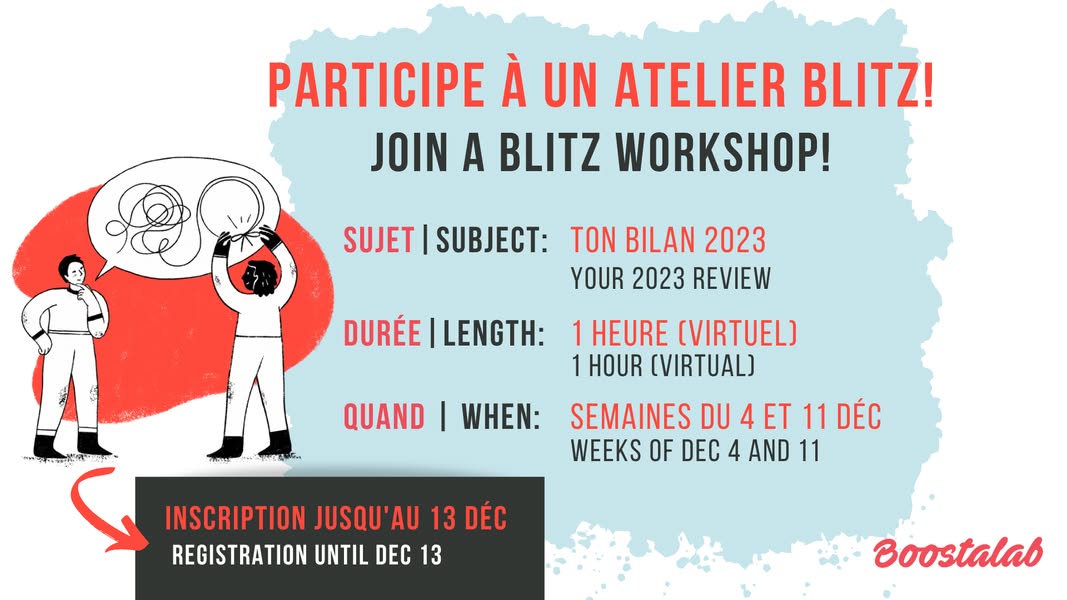 PARTICIPE À UN ATELIER BLITZ!
JOIN A BLITZ WORKSHOP!
SUJET | SUBJECT: TON BILAN 2023
YOUR 2023 REVIEW
DURÉE | LENGTH: 1 HEURE (VIRTUEL)
1 HOUR (VIRTUAL)
QUAND | WHEN: SEMAINES DU 4 ET 11 DÉC
WEEKS OF DEC 4 AND 11
INSCRIPTION JUSQU'AU 13 DÉC
REGISTRATION UNTIL DEC 13
Boostalab